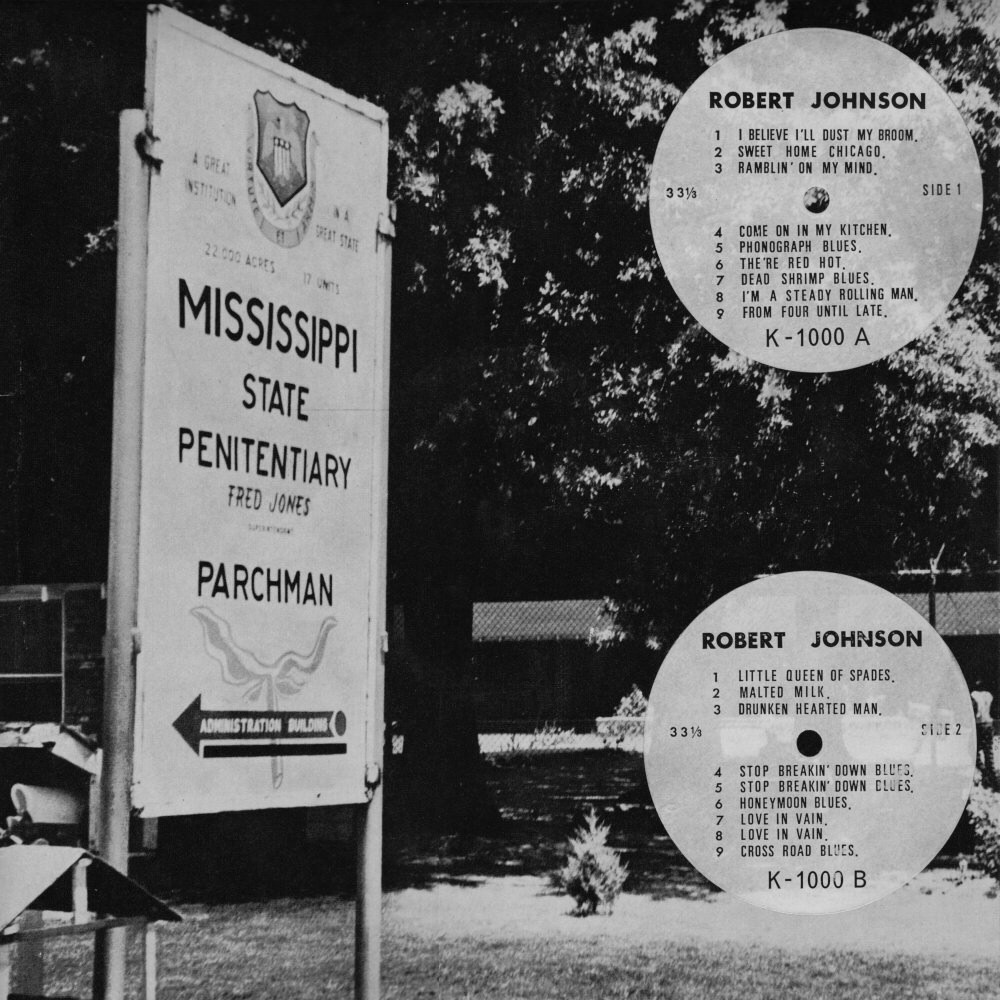 A GREAT
INSTITUTION
IN A
GREAT STATE
22,000 ACRES
17 UNITS
MISSISSIPPI
STATE
PENITENTIARY
FRED JONES
SUPERINTENDENT
PARCHMAN
ADMINISTRATION BUILDING
ROBERT JOHNSON
1 I BELIEVE I'LL DUST MY BROOM.
2 SWEET HOME CHICAGO.
3 RAMBLIN' ON MY MIND.
33⅓
SIDE 1
4 COME ON IN MY KITCHEN.
5 PHONOGRAPH BLUES.
6 THE'RE RED HOT.
7 DEAD SHRIMP BLUES.
8 I'M A STEADY ROLLING MAN.
9 FROM FOUR UNTIL LATE.
K-1000 A
ROBERT JOHNSON
1 LITTLE QUEEN OF SPADES.
2 MALTED MILK.
3 DRUNKEN HEARTED MAN.
33⅓
SIDE 2
4 STOP BREAKIN' DOWN BLUES.
5 STOP BREAKIN' DOWN BLUES.
6 HONEYMOON BLUES.
7 LOVE IN VAIN.
8 LOVE IN VAIN.
9 CROSS ROAD BLUES.
K-1000 B